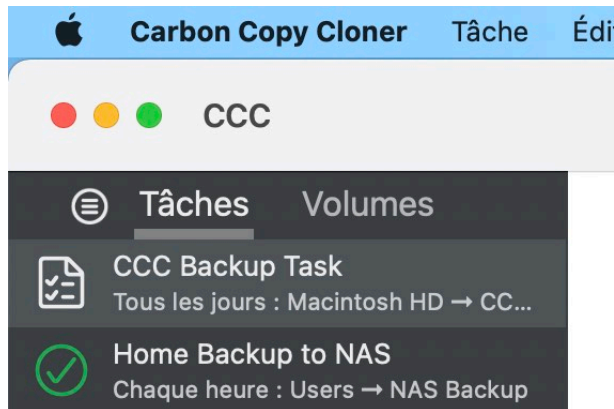 Carbon Copy Cloner Tâche Édi
CCC
Tâches Volumes
CCC Backup Task
Tous les jours : Macintosh HD → CC...
Home Backup to NAS
Chaque heure : Users → NAS Backup